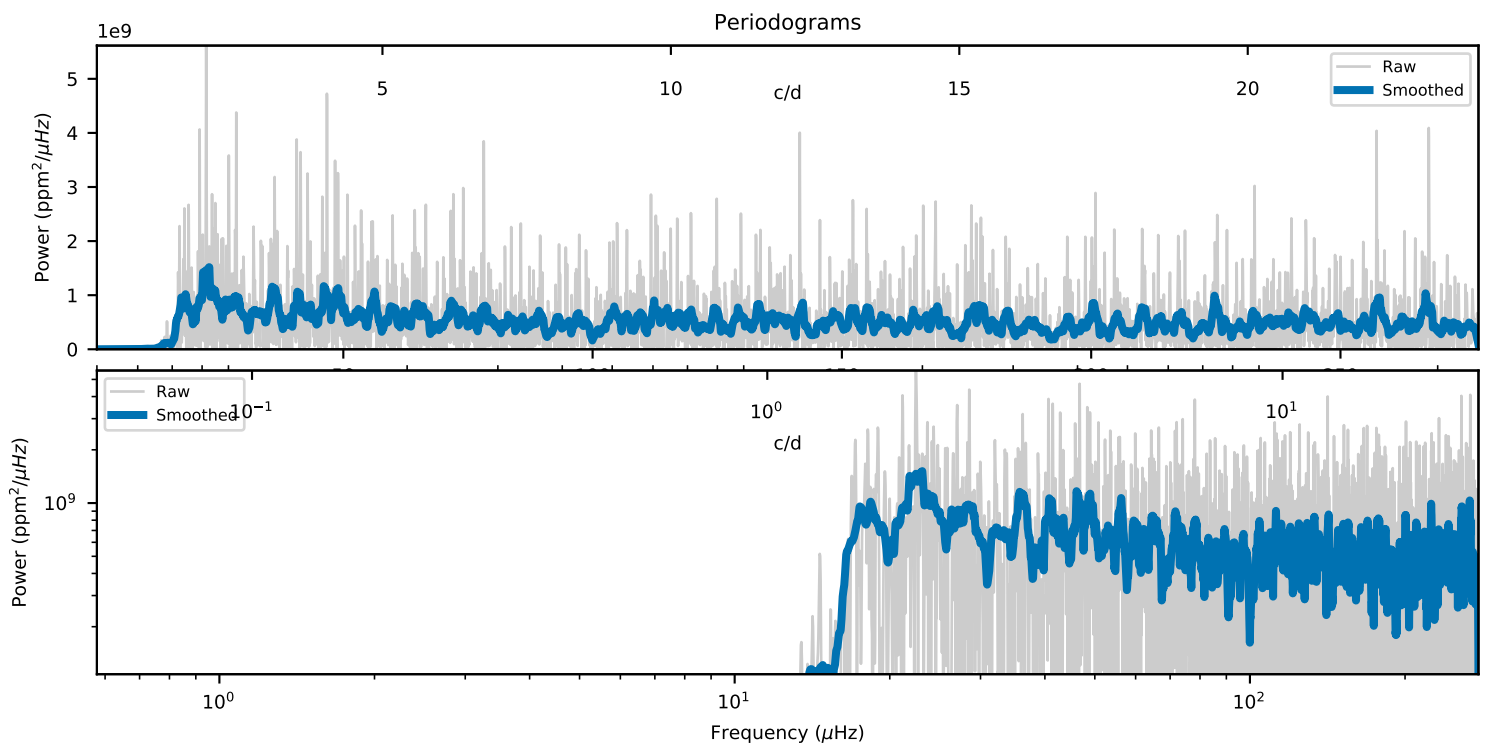 Periodograms
1e9
5
4
3
2
1
0
Power (ppm²/μHz)
5
10
15
20
c/d
Raw
Smoothed
10⁹
Power (ppm²/μHz)
Raw
Smoothed
10⁻¹
10⁰
10¹
c/d
10⁰
10¹
10²
Frequency (μHz)